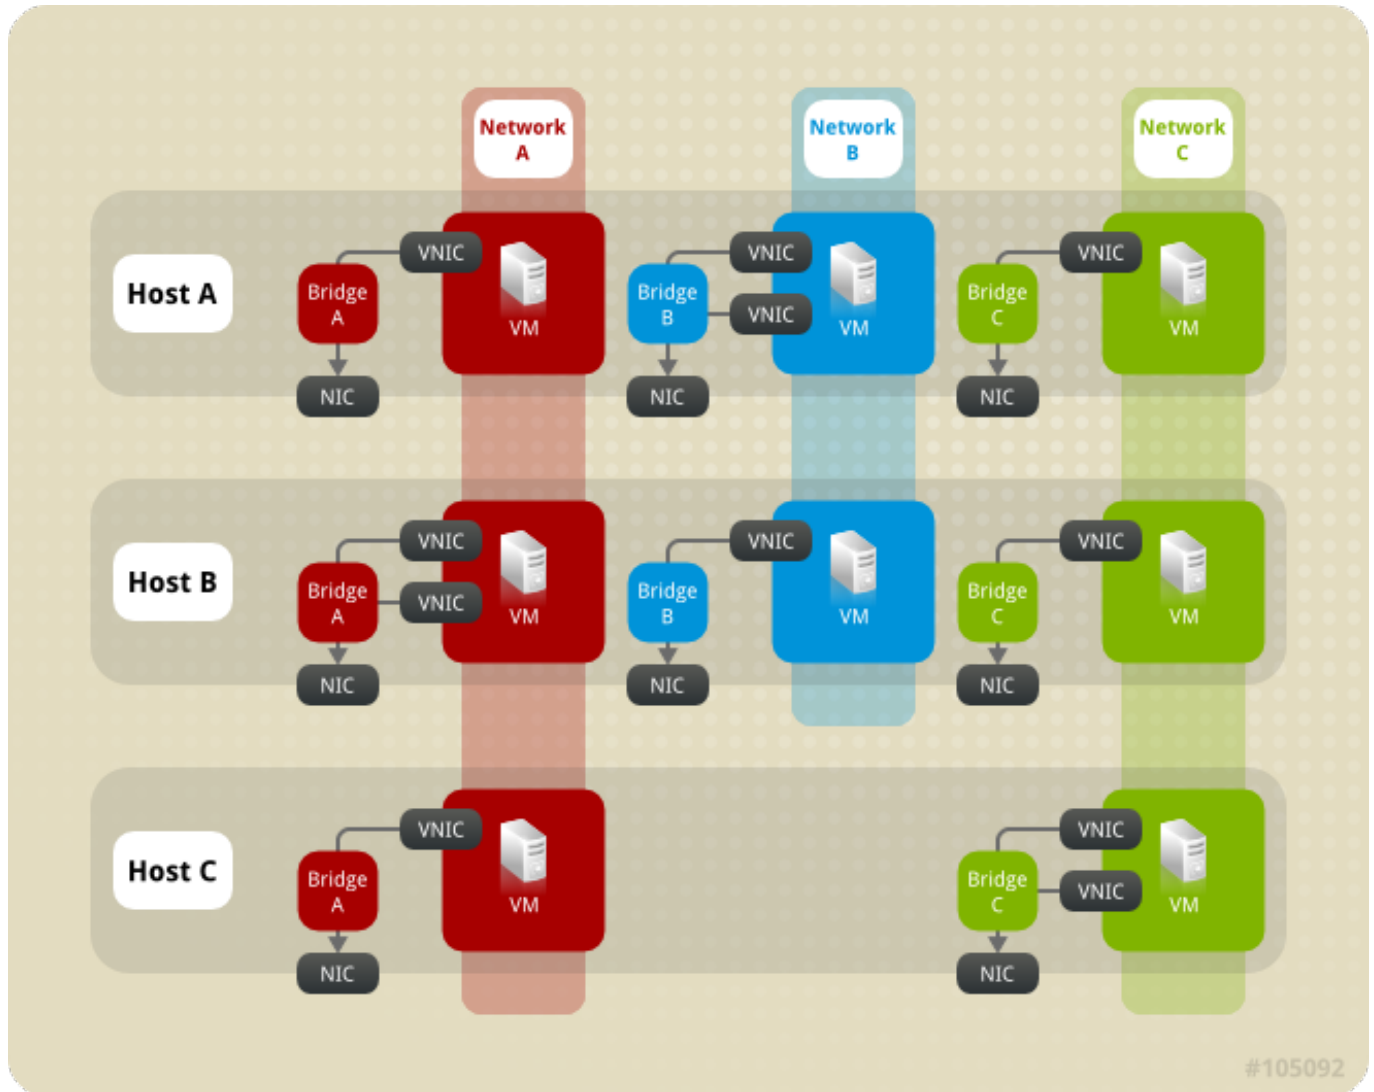 Network
A
Network
B
Network
C
Host A
Bridge
A
VNIC
VM
NIC
Bridge
B
VNIC
VNIC
VM
NIC
Bridge
C
VNIC
VM
NIC
Host B
Bridge
A
VNIC
VNIC
VM
NIC
Bridge
B
VNIC
VM
NIC
Bridge
C
VNIC
VM
NIC
Host C
Bridge
A
VNIC
VM
NIC
Bridge
C
VNIC
VNIC
VM
NIC
#105092